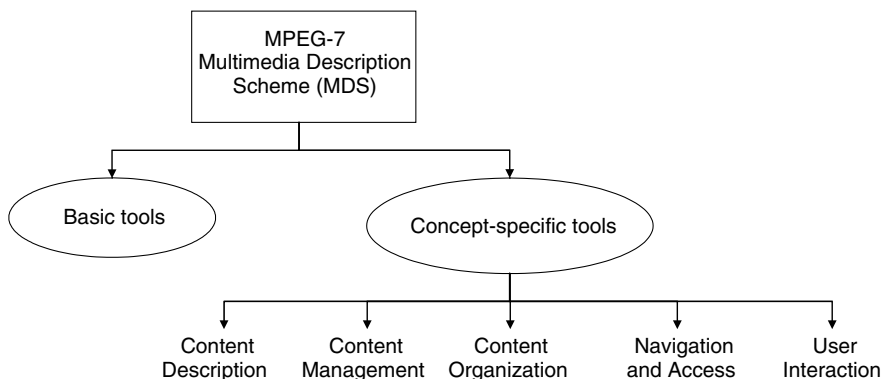 MPEG-7
Multimedia Description
Scheme (MDS)
Basic tools
Concept-specific tools
Content
Description
Content
Management
Content
Organization
Navigation
and Access
User
Interaction